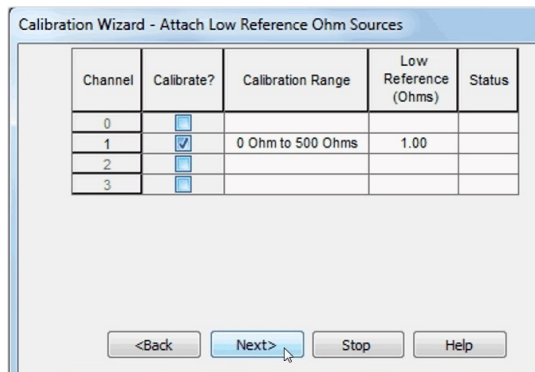 Calibration Wizard - Attach Low Reference Ohm Sources
Channel Calibrate? Calibration Range Low Reference (Ohms) Status
0
1 0 Ohm to 500 Ohms 1.00
2
3
<Back Next> Stop Help